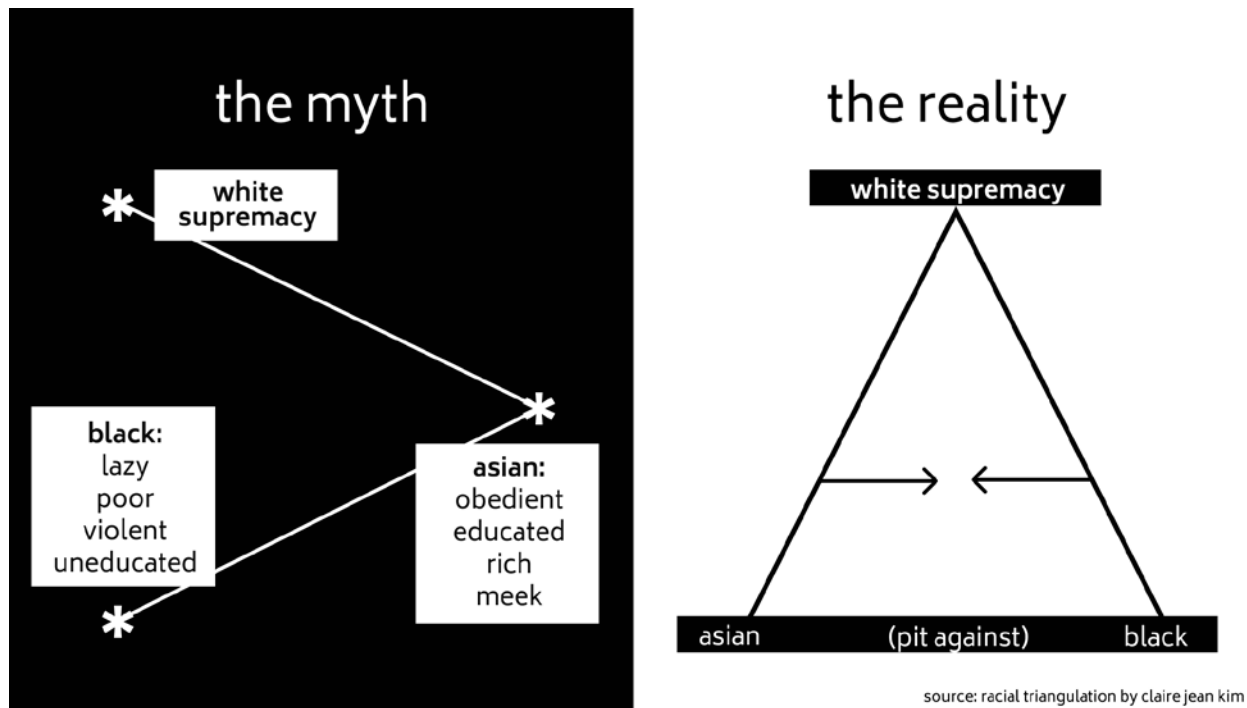 the myth
white
supremacy
black:
lazy
poor
violent
uneducated
asian:
obedient
educated
rich
meek
the reality
white supremacy
asian (pit against) black
source: racial triangulation by claire jean kim